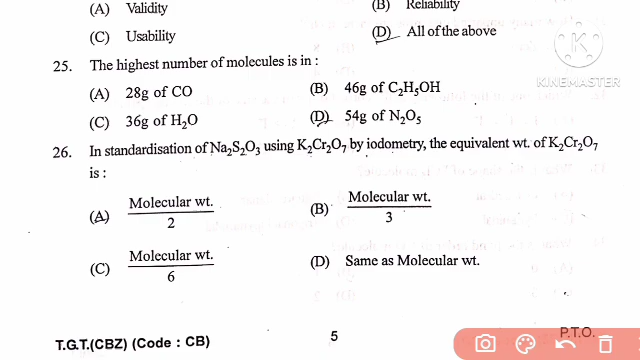 (A) Validity (B) Reliability
(C) Usability (D) All of the above
25. The highest number of molecules is in :
(A) 28g of CO (B) 46g of C₂H₅OH
(C) 36g of H₂O (D) 54g of N₂O₅
26. In standardisation of Na₂S₂O₃ using K₂Cr₂O₇ by iodometry, the equivalent wt. of K₂Cr₂O₇
is :
(A) Molecular wt. / 2 (B) Molecular wt. / 3
(C) Molecular wt. / 6 (D) Same as Molecular wt.
T.G.T.(CBZ) (Code : CB) 5 P.T.O.
KINEMASTER